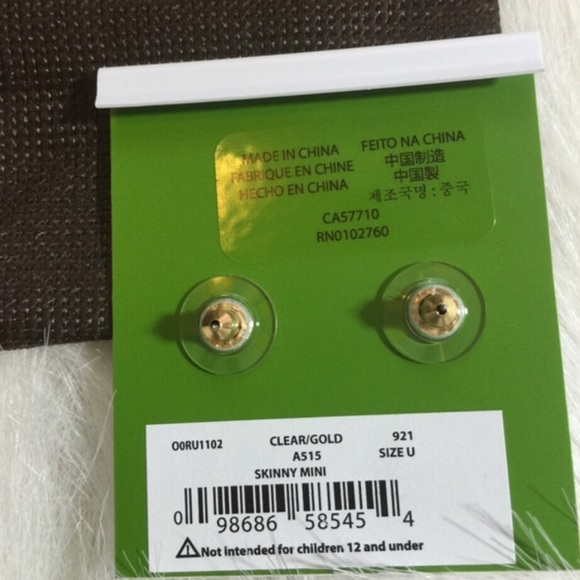 MADE IN CHINA
FABRIQUE EN CHINE
HECHO EN CHINA
FEITO NA CHINA
中国制造
中国製
제조국명 : 중국
CA57710
RN0102760
O0RU1102 CLEAR/GOLD 921
A515 SIZE U
SKINNY MINI
0 98686 58545 4
Not intended for children 12 and under